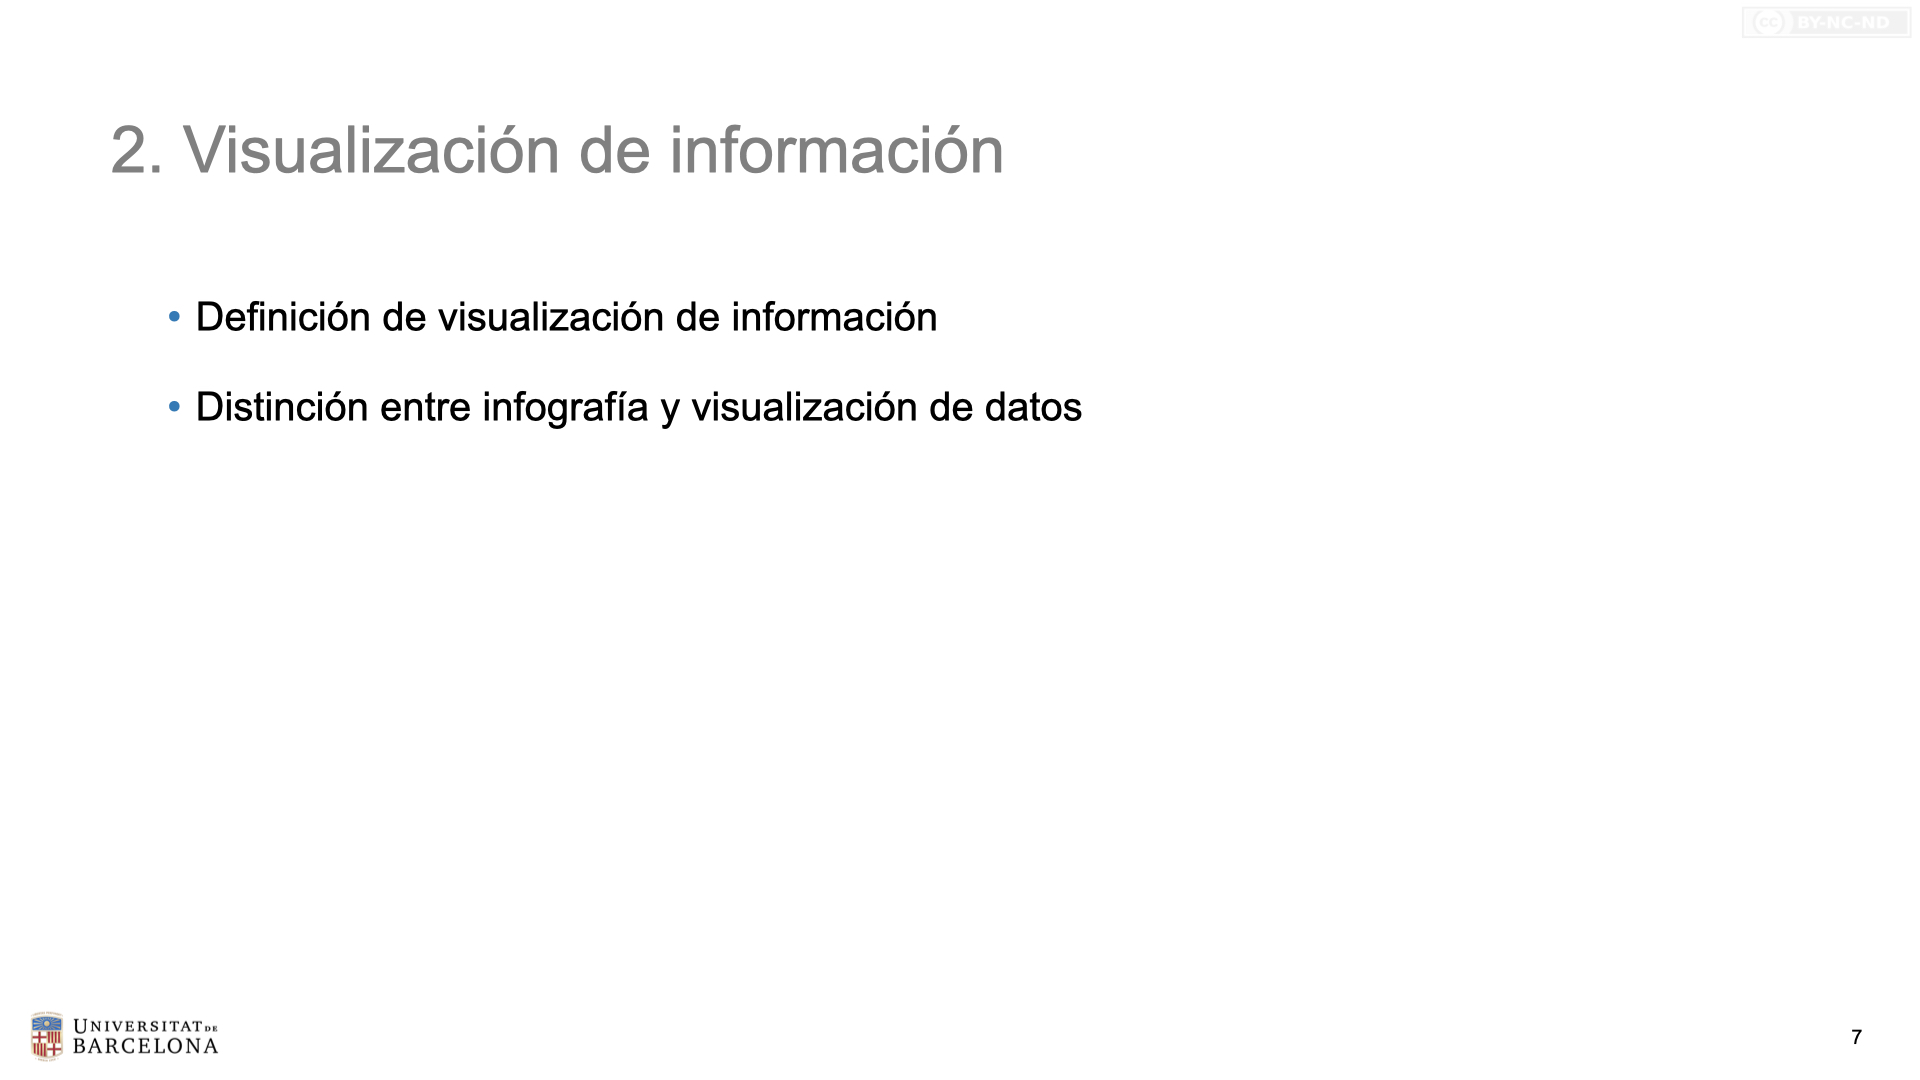 cc BY-NC-ND
2. Visualización de información
• Definición de visualización de información
• Distinción entre infografía y visualización de datos
UNIVERSITAT DE
BARCELONA
7